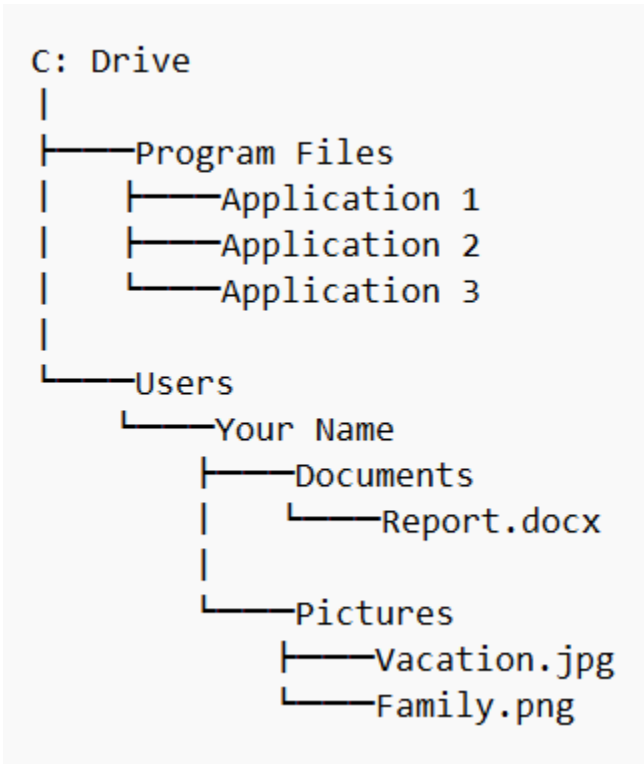 C: Drive
Program Files
Application 1
Application 2
Application 3
Users
Your Name
Documents
Report.docx
Pictures
Vacation.jpg
Family.png